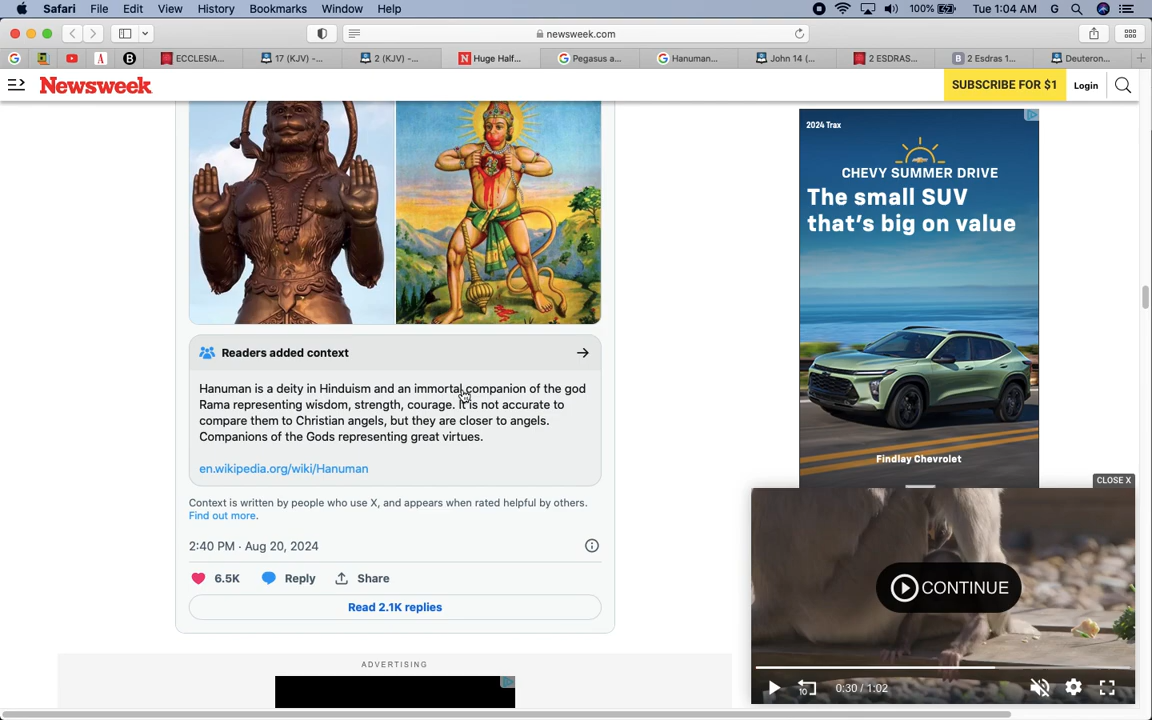 Safari File Edit View History Bookmarks Window Help 100% Tue 1:04 AM G
newsweek.com
ECCLESIA... 17 (KJV) -... 2 (KJV) -... Huge Half... Pegasus a... Hanuman... John 14 (... 2 ESDRAS... 2 Esdras 1... Deuteron...
Newsweek SUBSCRIBE FOR $1 Login
2024 Trax
CHEVY SUMMER DRIVE
The small SUV
that's big on value
Findlay Chevrolet
Readers added context
Hanuman is a deity in Hinduism and an immortal companion of the god
Rama representing wisdom, strength, courage. It is not accurate to
compare them to Christian angels, but they are closer to angels.
Companions of the Gods representing great virtues.
en.wikipedia.org/wiki/Hanuman
Context is written by people who use X, and appears when rated helpful by others.
Find out more.
2:40 PM · Aug 20, 2024
6.5K Reply Share
Read 2.1K replies
ADVERTISING
CLOSE X
CONTINUE
10 0:30 / 1:02